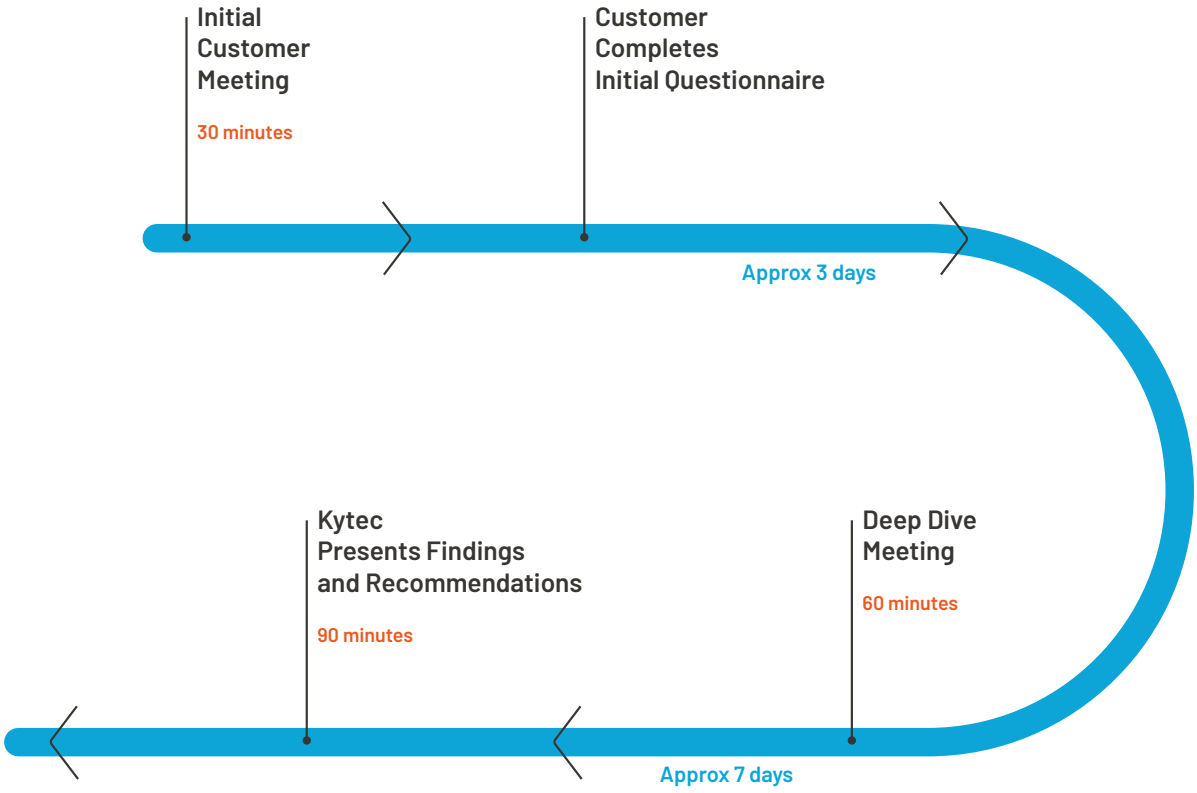 Initial
Customer
Meeting
30 minutes
Customer
Completes
Initial Questionnaire
Approx 3 days
Deep Dive
Meeting
60 minutes
Approx 7 days
Kytec
Presents Findings
and Recommendations
90 minutes